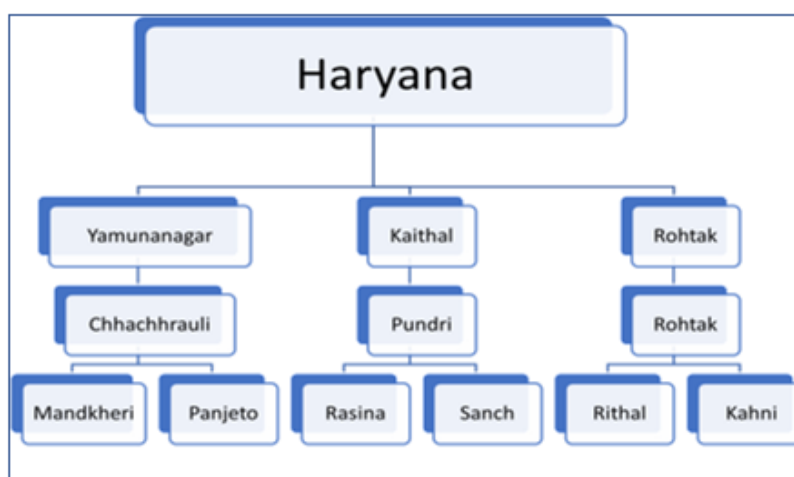 Haryana
Yamunanagar
Kaithal
Rohtak
Chhachhrauli
Pundri
Rohtak
Mandkheri
Panjeto
Rasina
Sanch
Rithal
Kahni